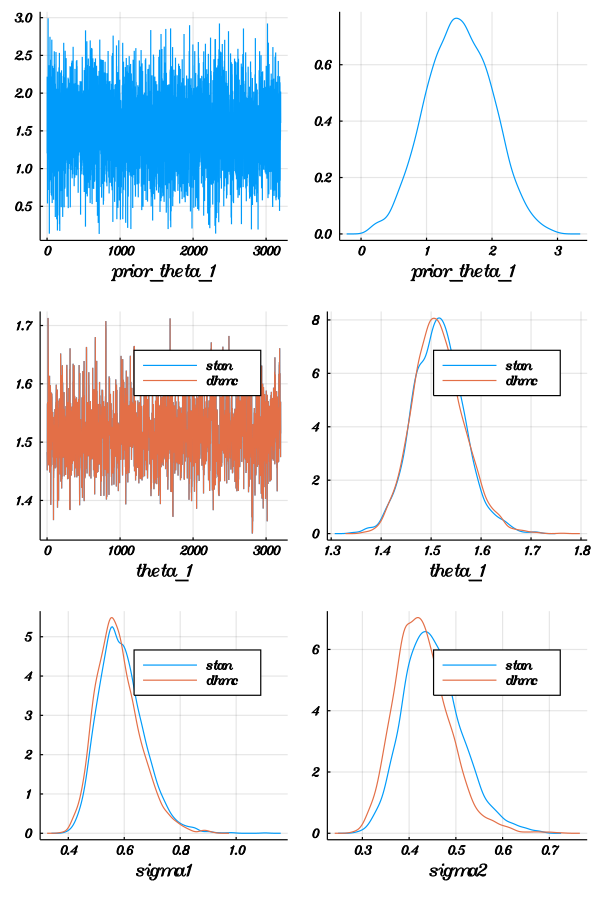 3.0
2.5
2.0
1.5
1.0
0.5
0 1000 2000 3000
prior_theta_1
0.6
0.4
0.2
0.0
0 1 2 3
prior_theta_1
1.7
1.6
1.5
1.4
stan
dhmc
0 1000 2000 3000
theta_1
8
6
4
2
0
stan
dhmc
1.3 1.4 1.5 1.6 1.7 1.8
theta_1
5
4
3
2
1
0
stan
dhmc
0.4 0.6 0.8 1.0
sigma1
6
4
2
0
stan
dhmc
0.3 0.4 0.5 0.6 0.7
sigma2